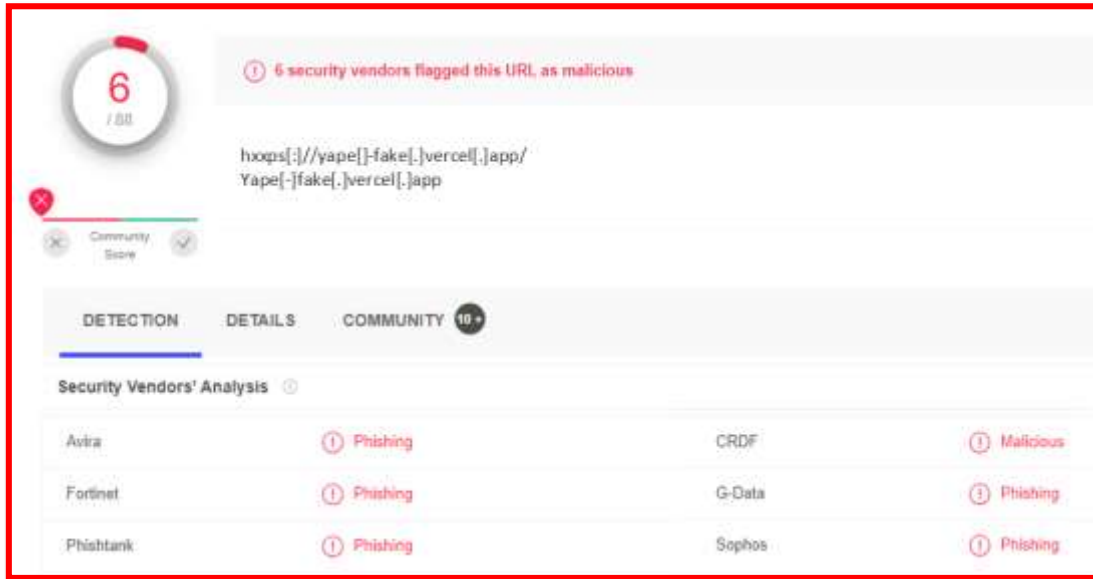 6
/ 88
6 security vendors flagged this URL as malicious
hxxps[:]//yape[]-fake[.]vercel[.]app/
Yape[-]fake[.]vercel[.]app
Community
Score
DETECTION DETAILS COMMUNITY 10+
Security Vendors' Analysis
Avira Phishing CRDF Malicious
Fortinet Phishing G-Data Phishing
Phishtank Phishing Sophos Phishing